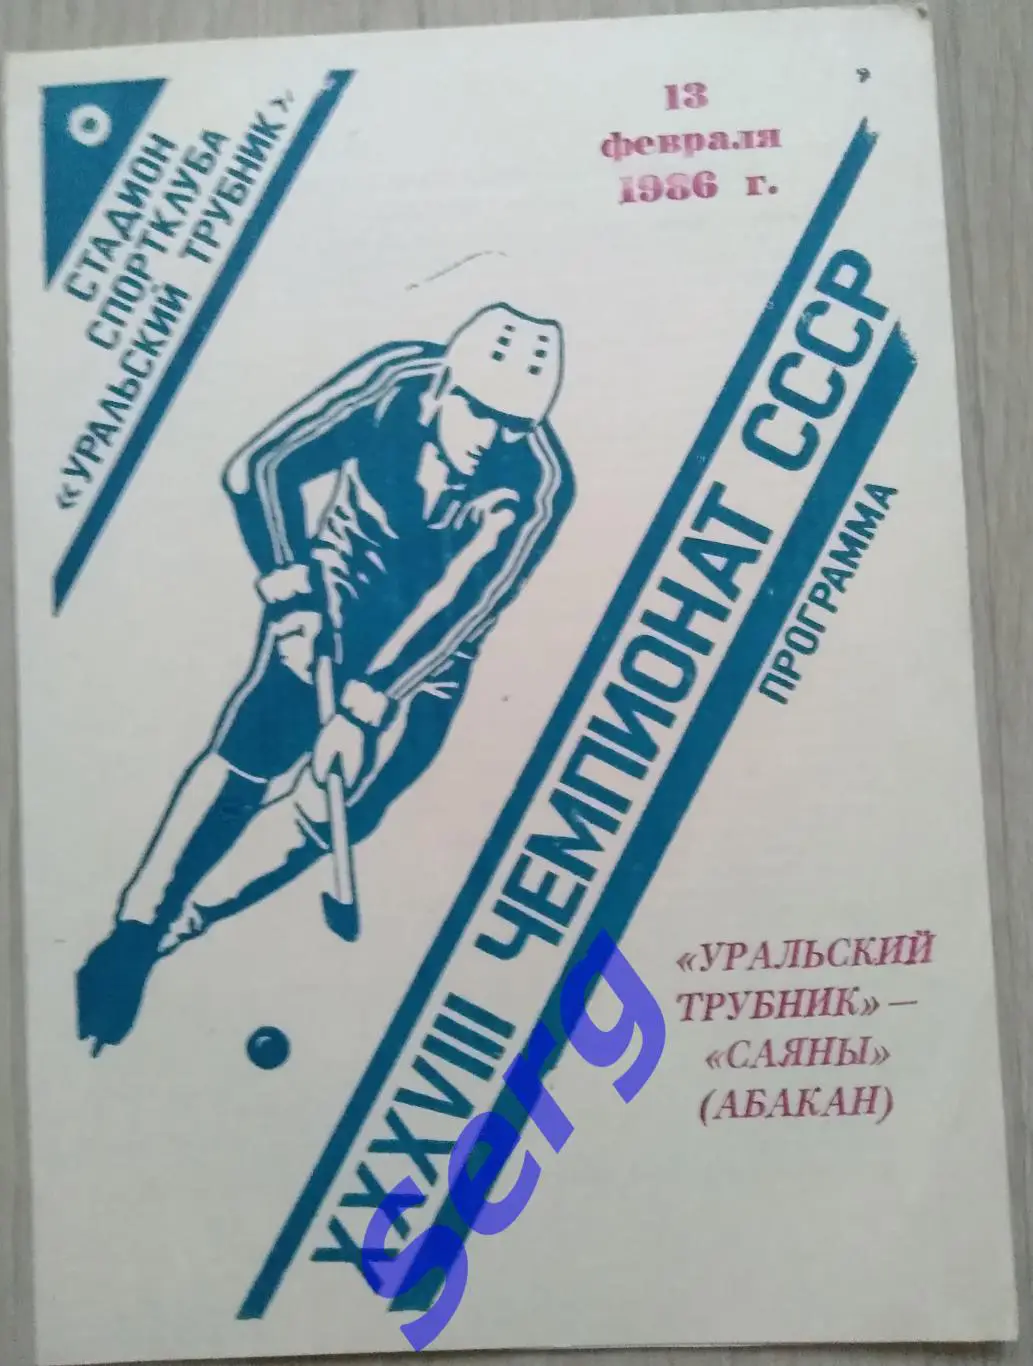 СТАДИОН
СПОРТКЛУБА
«УРАЛЬСКИЙ ТРУБНИК».
13
февраля
1986 г.
XXXVIII ЧЕМПИОНАТ СССР
ПРОГРАММА
«УРАЛЬСКИЙ
ТРУБНИК» —
«САЯНЫ»
(АБАКАН)
serg